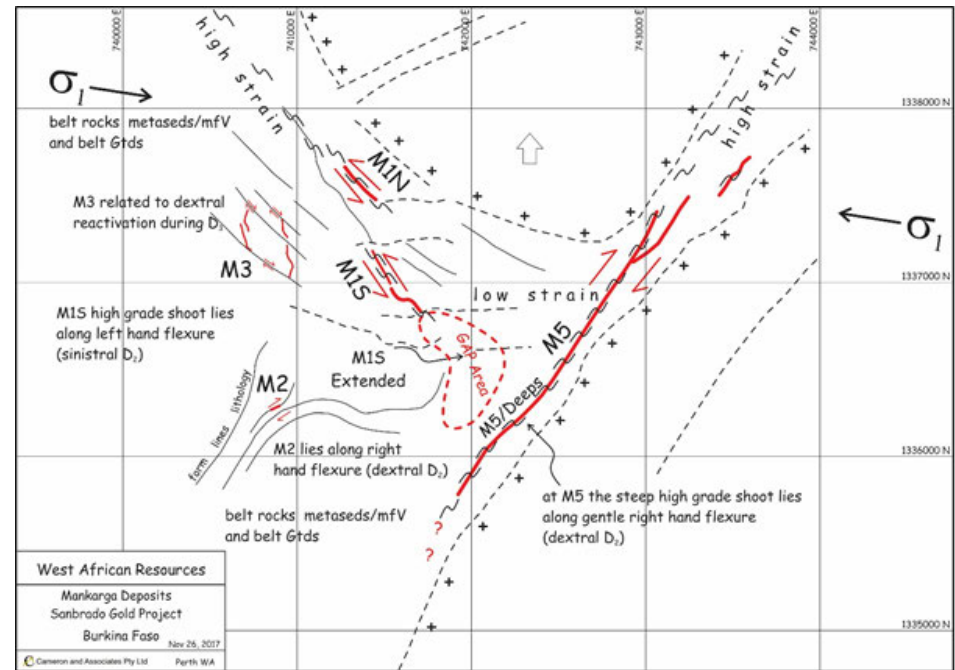 740000 E
741000 E
742000 E
743000 E
744000 E
high strain
high strain
σ1
1338000 N
belt rocks metaseds/mfV
and belt Gtds
M1N
M3 related to dextral
reactivation during D3
σ1
M3
M1S
1337000 N
low strain
M1S high grade shoot lies
along left hand flexure
(sinistral D2)
M5
GAP Area
M1S
Extended
M2
form lines lithology
M5/Deeps
M2 lies along right
hand flexure (dextral D2)
1336000 N
at M5 the steep high grade shoot lies
along gentle right hand flexure
(dextral D2)
belt rocks metaseds/mfV
and belt Gtds
?
?
West African Resources
Mankarga Deposits
Sanbrado Gold Project
Burkina Faso
Nov 26, 2017
Cameron and Associates Pty Ltd Perth WA
1335000 N